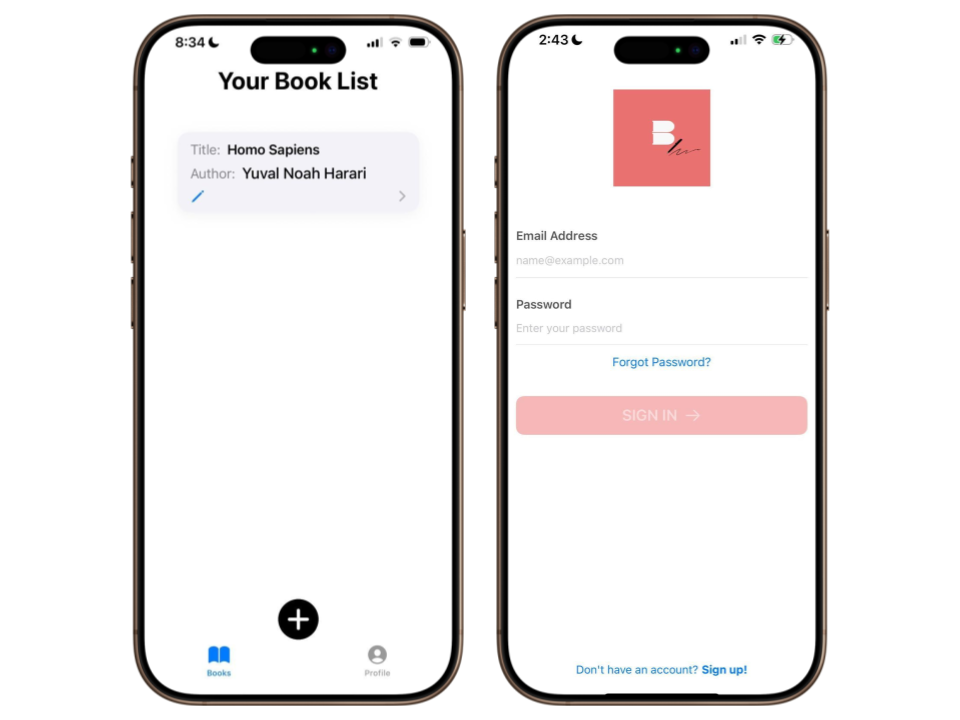 8:34
Your Book List
Title: Homo Sapiens
Author: Yuval Noah Harari
Books
Profile
2:43
B
Email Address
name@example.com
Password
Enter your password
Forgot Password?
SIGN IN →
Don't have an account? Sign up!